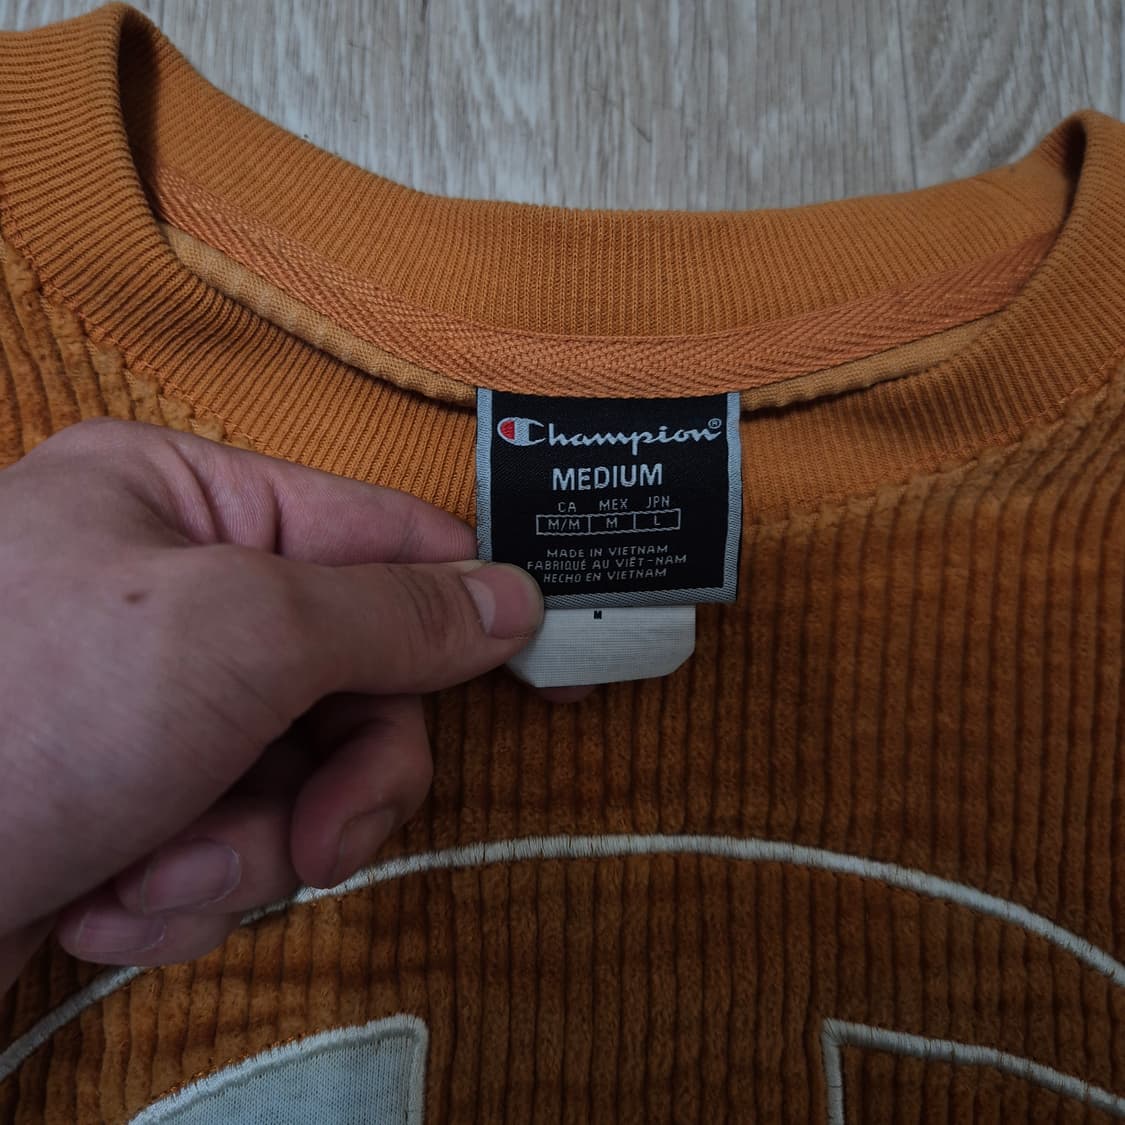 Champion®
MEDIUM
CA MEX JPN
M/M M L
MADE IN VIETNAM
FABRIQUÉ AU VIÊT-NAM
HECHO EN VIETNAM
M